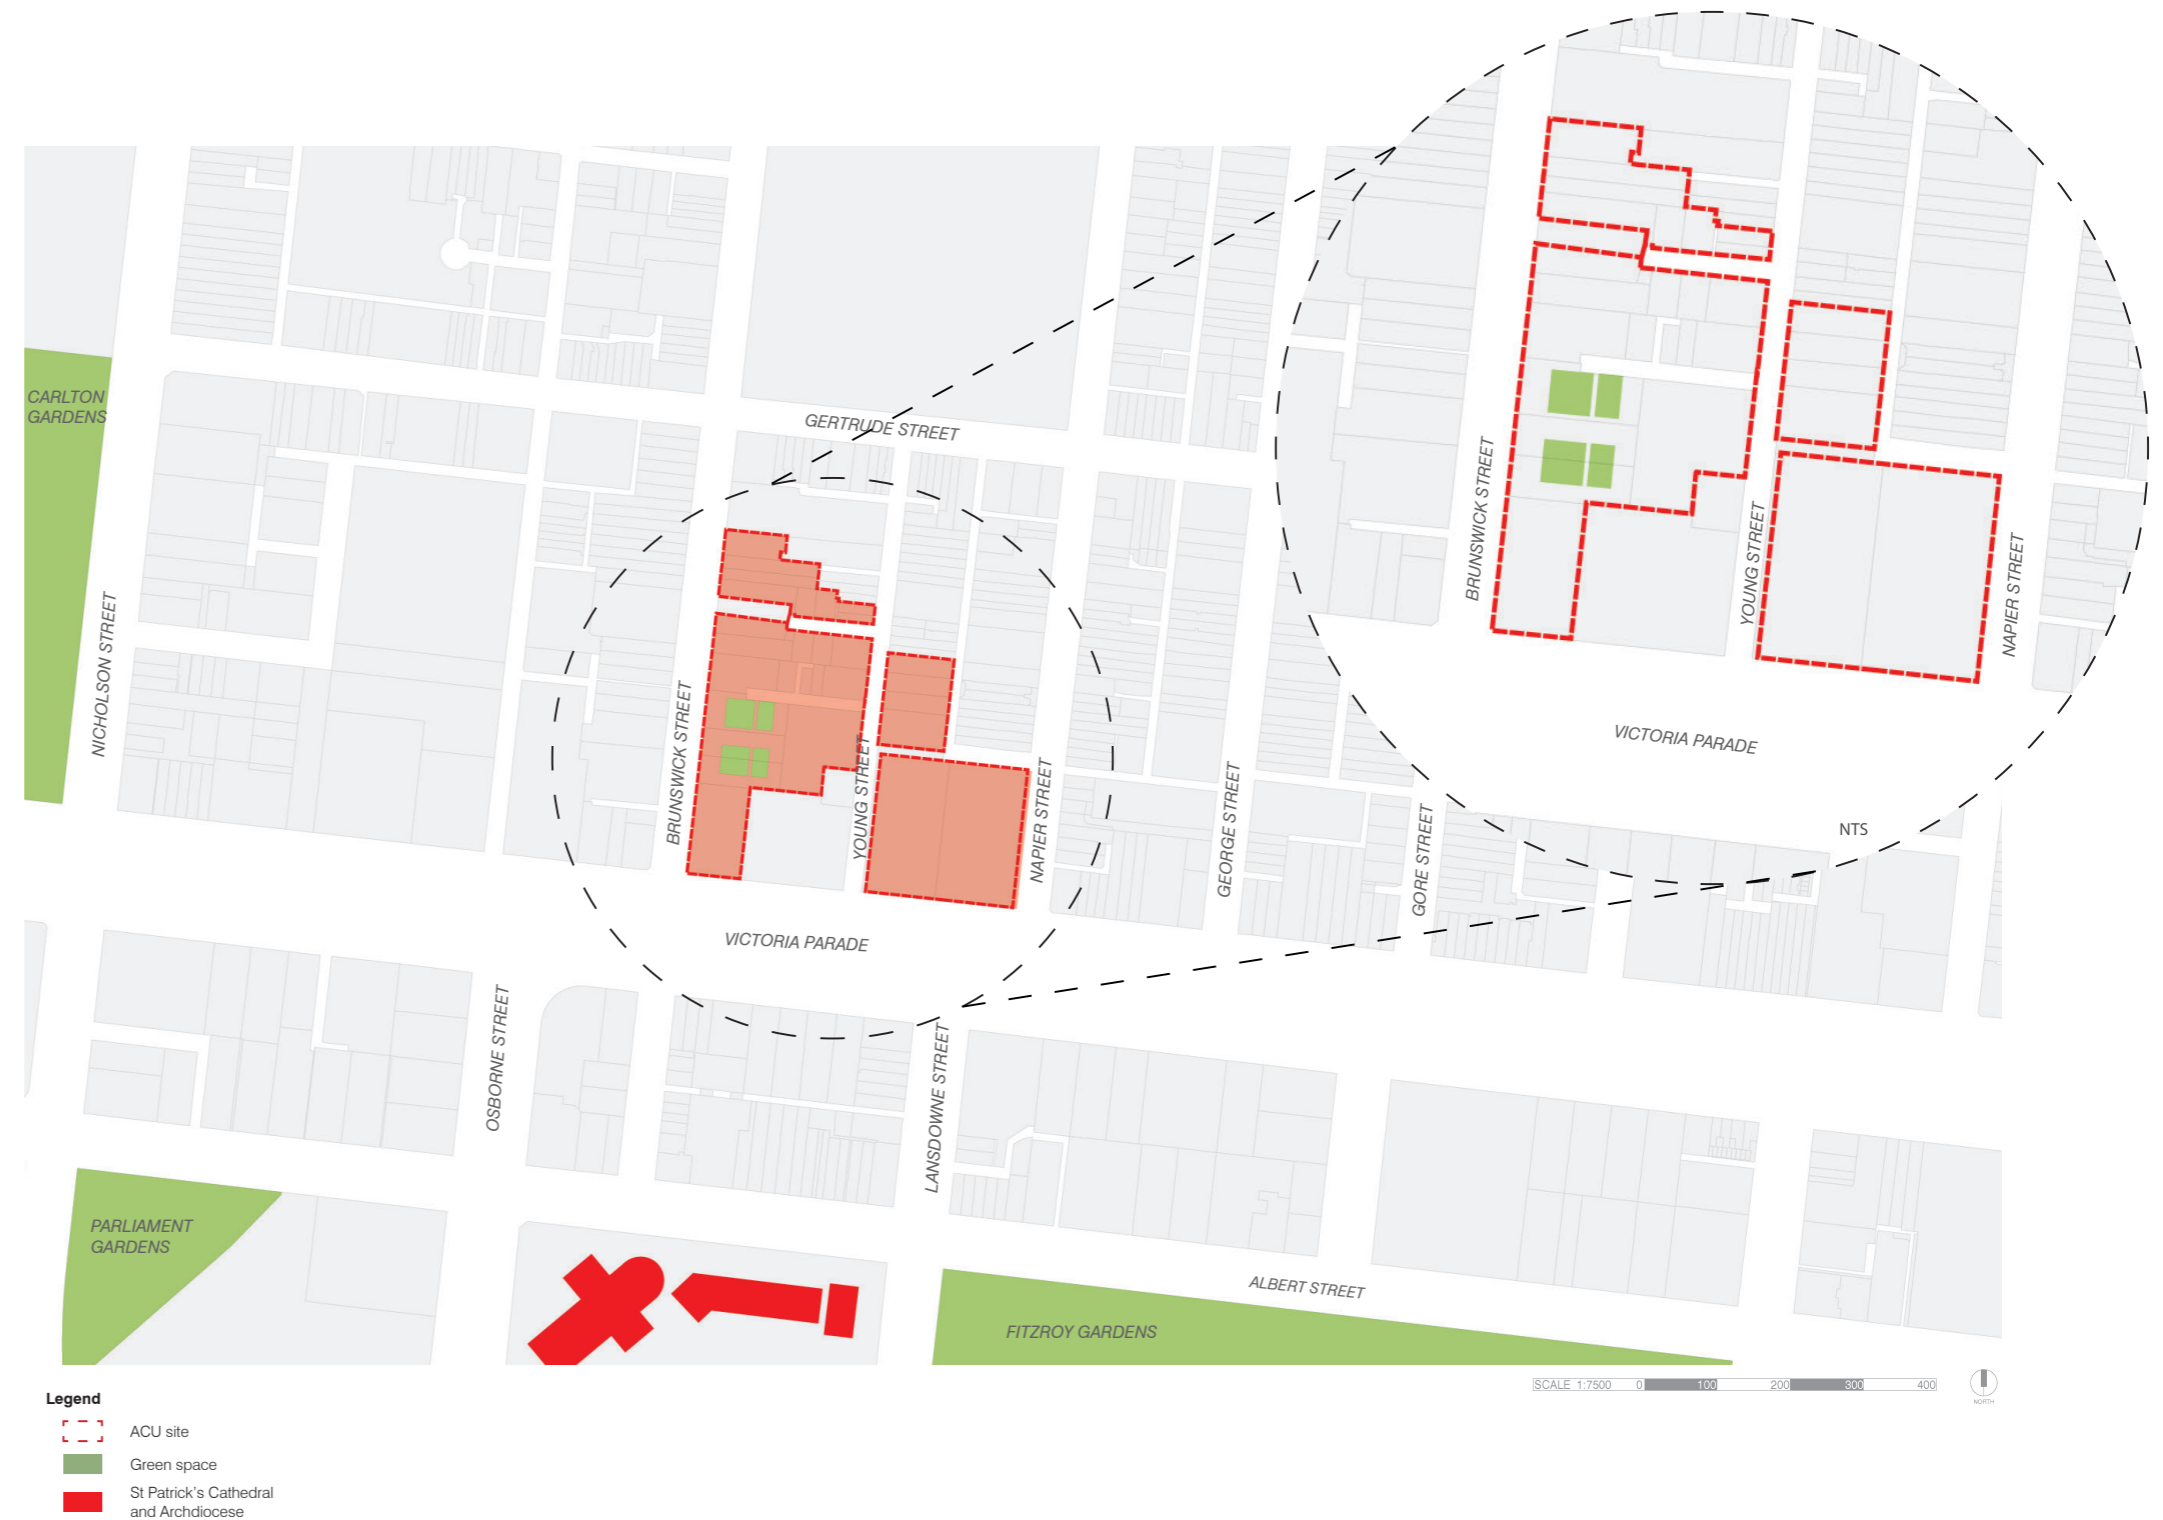 CARLTON
GARDENS
GERTRUDE STREET
NICHOLSON STREET
BRUNSWICK STREET
YOUNG STREET
NAPIER STREET
GEORGE STREET
GORE STREET
VICTORIA PARADE
BRUNSWICK STREET
YOUNG STREET
NAPIER STREET
VICTORIA PARADE
NTS
OSBORNE STREET
LANSDOWNE STREET
PARLIAMENT
GARDENS
ALBERT STREET
FITZROY GARDENS
SCALE 1:7500 0 100 200 300 400
NORTH
Legend
ACU site
Green space
St Patrick's Cathedral
and Archdiocese